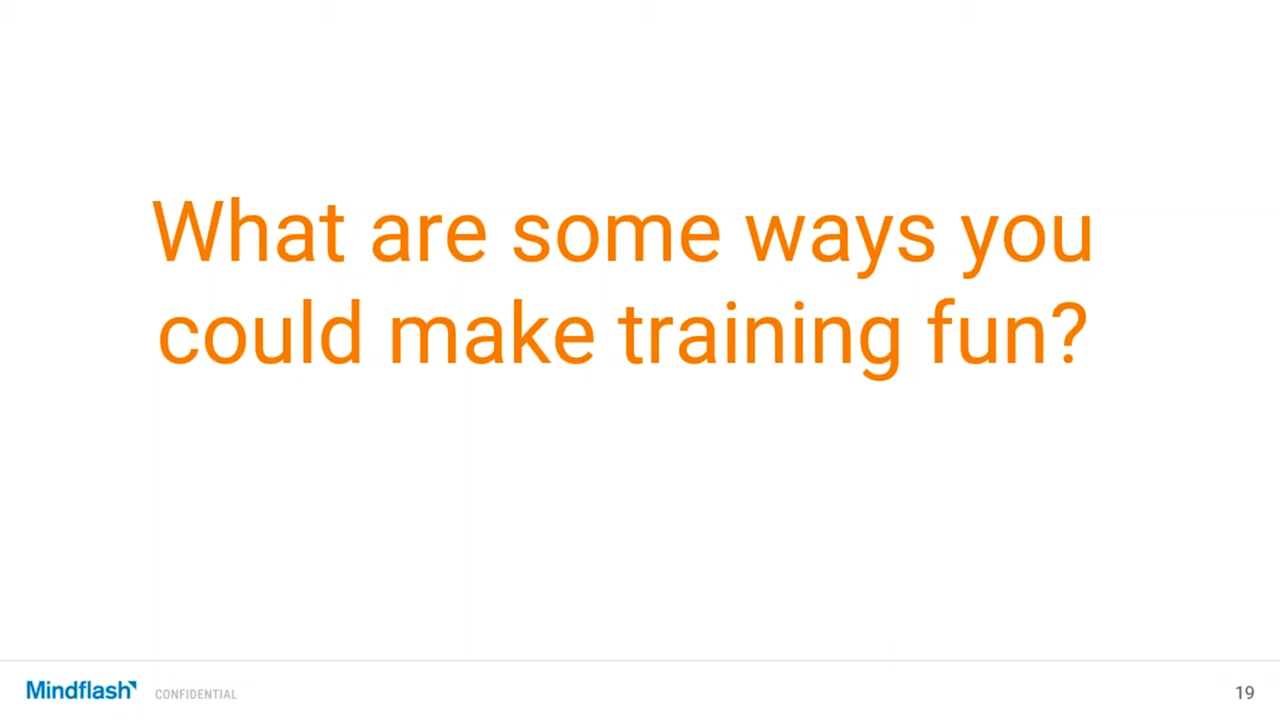 What are some ways you
could make training fun?
Mindflash CONFIDENTIAL 19